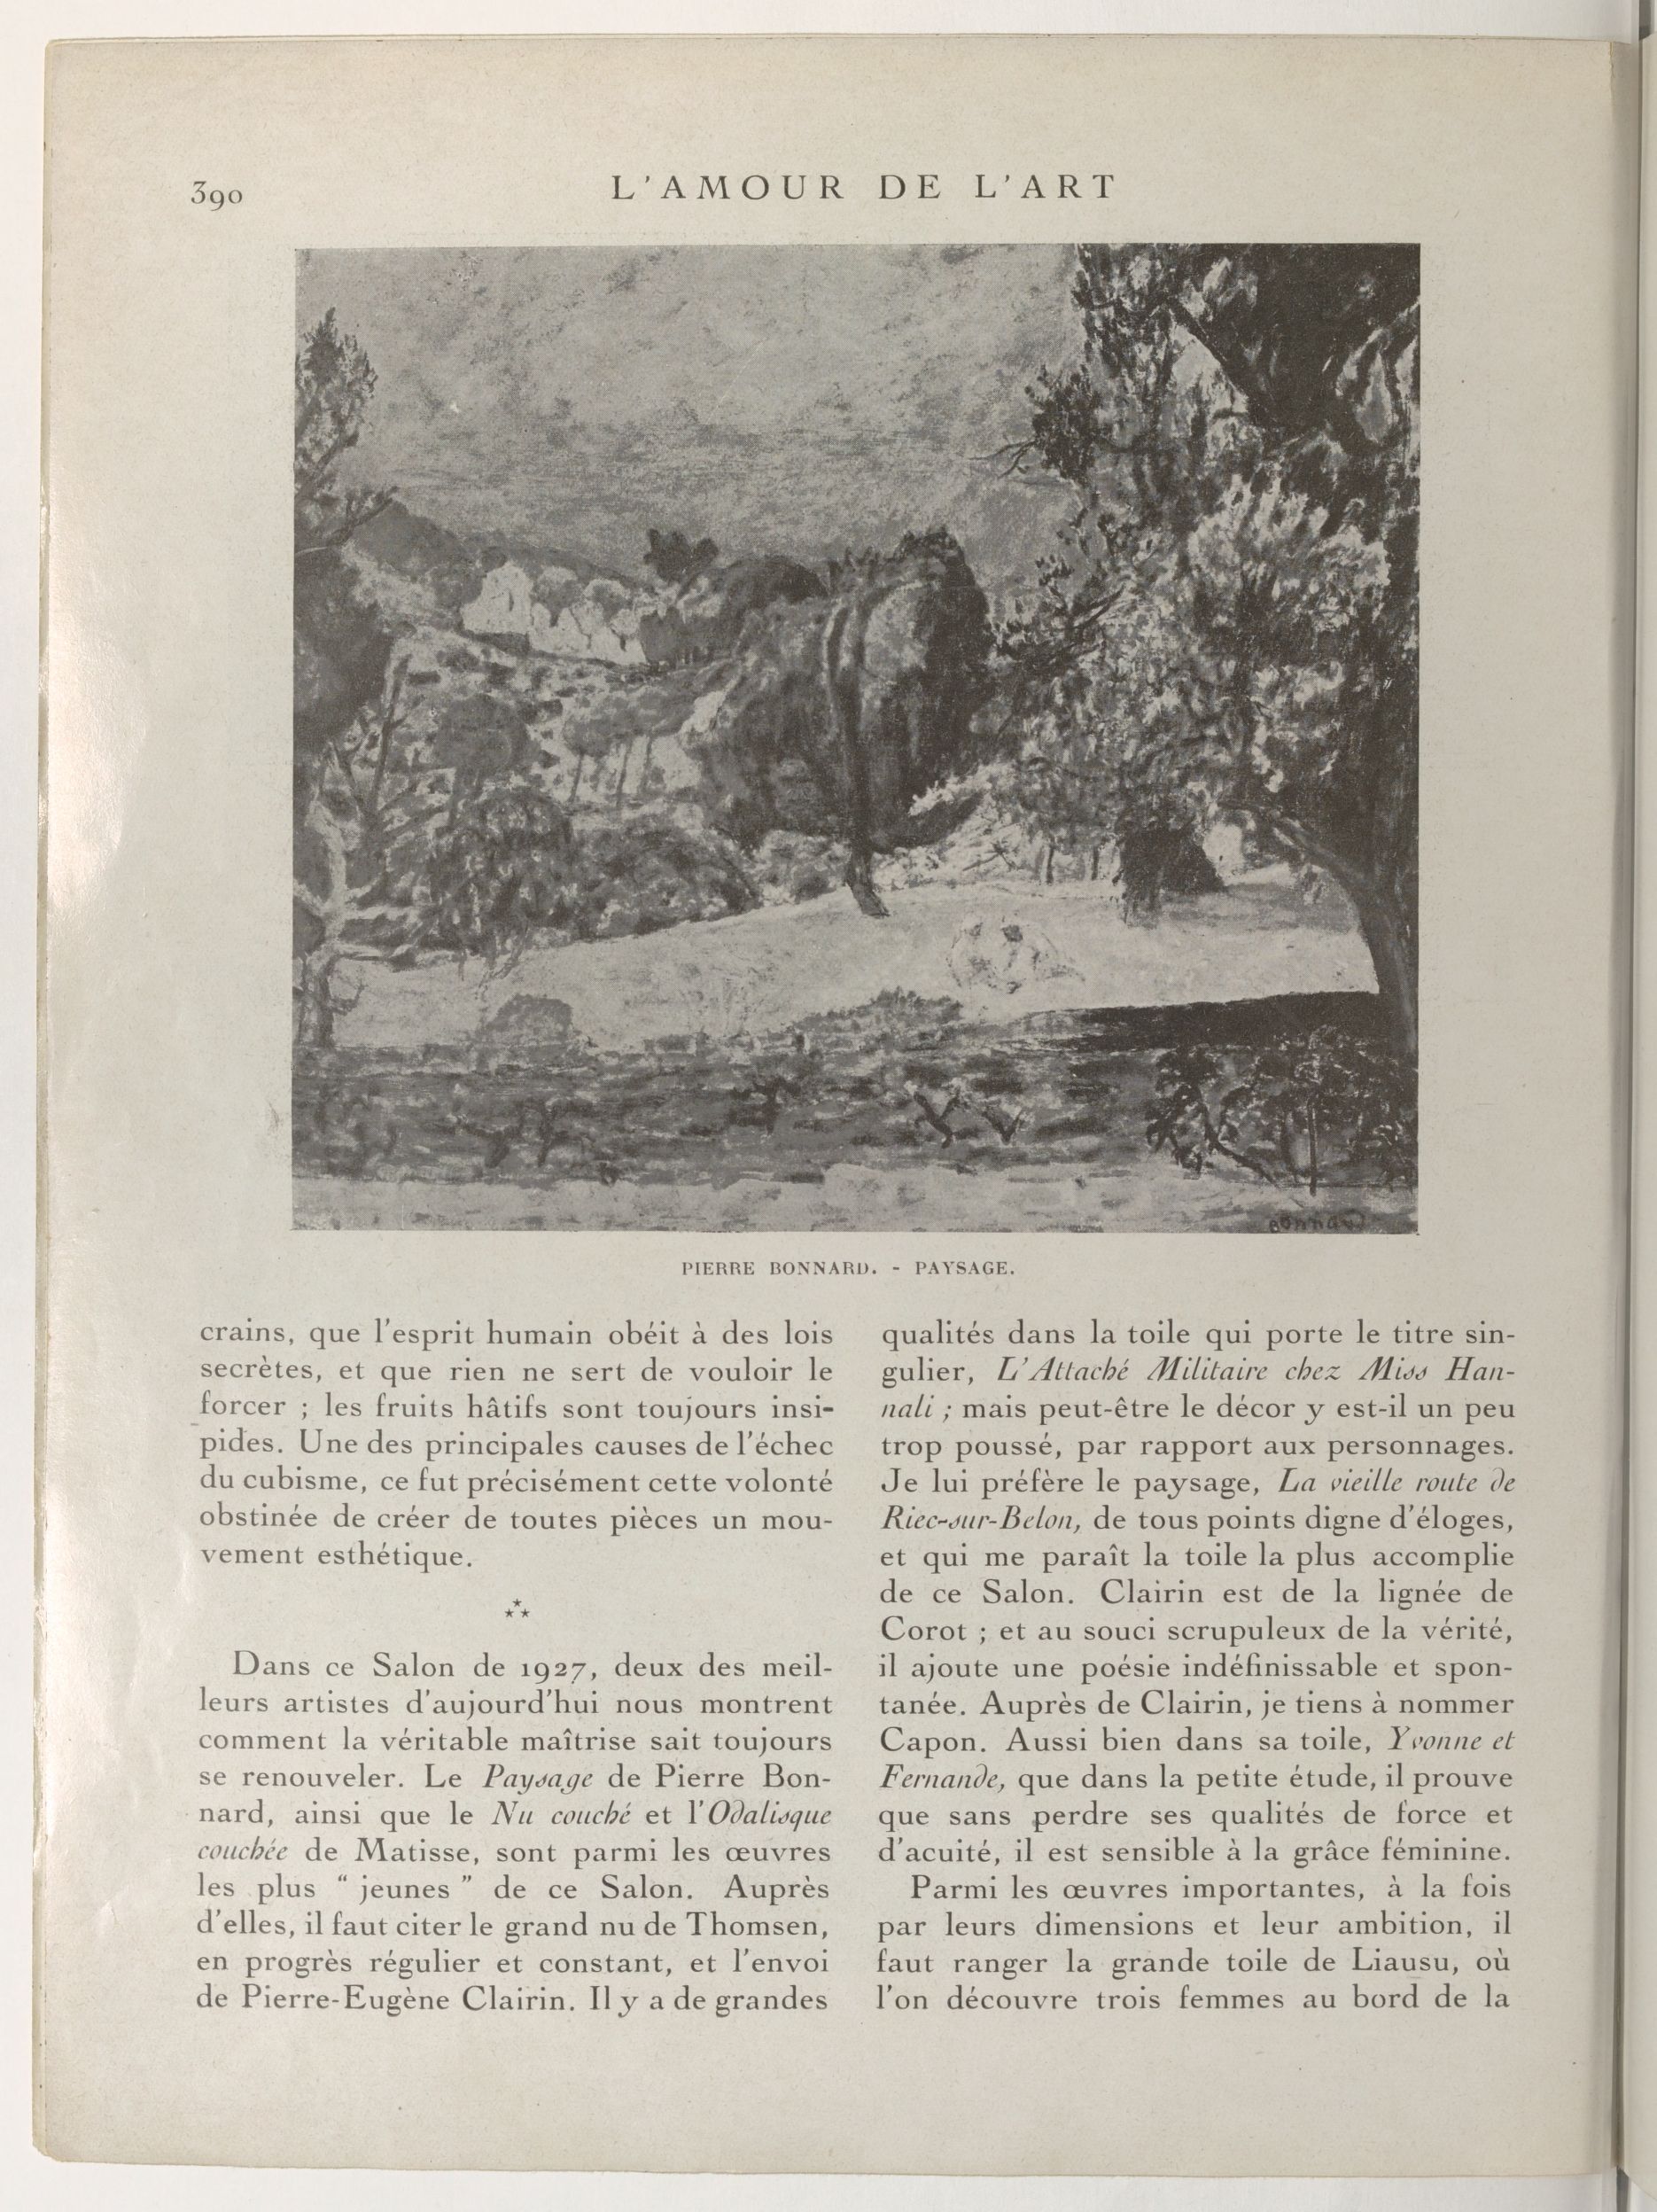 390
L'AMOUR DE L'ART
BONNARD
PIERRE BONNARD. - PAYSAGE.
crains, que l'esprit humain obéit à des lois
secrètes, et que rien ne sert de vouloir le
forcer ; les fruits hâtifs sont toujours insi-
pides. Une des principales causes de l'échec
du cubisme, ce fut précisément cette volonté
obstinée de créer de toutes pièces un mou-
vement esthétique.
Dans ce Salon de 1927, deux des meil-
leurs artistes d'aujourd'hui nous montrent
comment la véritable maîtrise sait toujours
se renouveler. Le Paysage de Pierre Bon-
nard, ainsi que le Nu couché et l'Odalisque
couchée de Matisse, sont parmi les œuvres
les plus “ jeunes ” de ce Salon. Auprès
d'elles, il faut citer le grand nu de Thomsen,
en progrès régulier et constant, et l'envoi
de Pierre-Eugène Clairin. Il y a de grandes
qualités dans la toile qui porte le titre sin-
gulier, L'Attaché Militaire chez Miss Han-
nali ; mais peut-être le décor y est-il un peu
trop poussé, par rapport aux personnages.
Je lui préfère le paysage, La vieille route de
Riec-sur-Belon, de tous points digne d'éloges,
et qui me paraît la toile la plus accomplie
de ce Salon. Clairin est de la lignée de
Corot ; et au souci scrupuleux de la vérité,
il ajoute une poésie indéfinissable et spon-
tanée. Auprès de Clairin, je tiens à nommer
Capon. Aussi bien dans sa toile, Yvonne et
Fernande, que dans la petite étude, il prouve
que sans perdre ses qualités de force et
d'acuité, il est sensible à la grâce féminine.
Parmi les œuvres importantes, à la fois
par leurs dimensions et leur ambition, il
faut ranger la grande toile de Liausu, où
l'on découvre trois femmes au bord de la